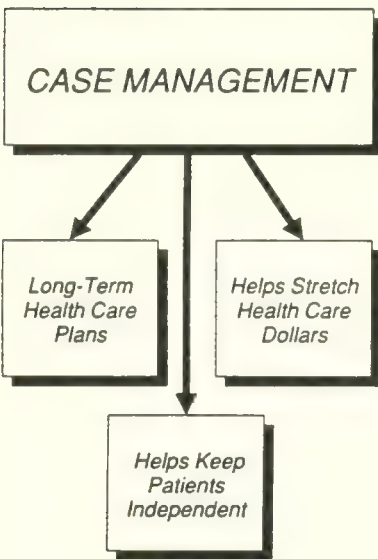 CASE MANAGEMENT
Long-Term
Health Care
Plans
Helps Stretch
Health Care
Dollars
Helps Keep
Patients
Independent